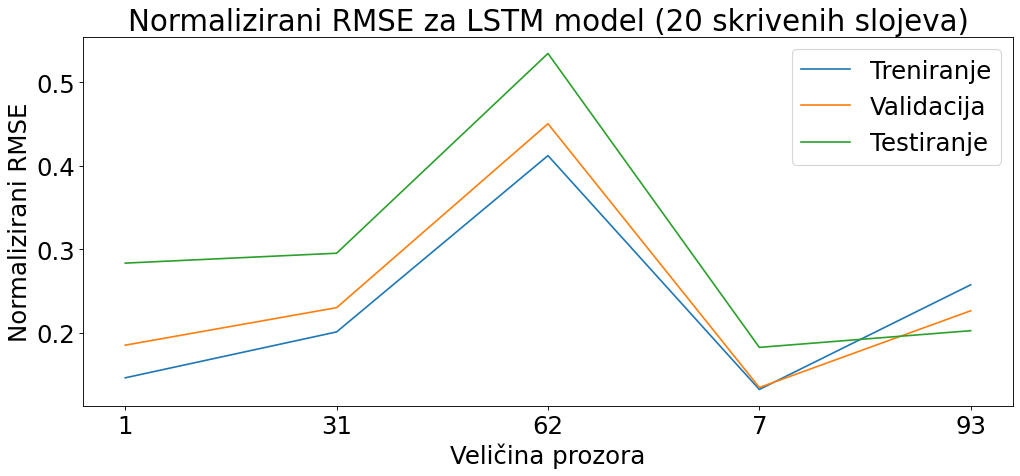 Normalizirani RMSE za LSTM model (20 skrivenih slojeva)
Normalizirani RMSE
0.5
0.4
0.3
0.2
Treniranje
Validacija
Testiranje
1 31 62 7 93
Veličina prozora